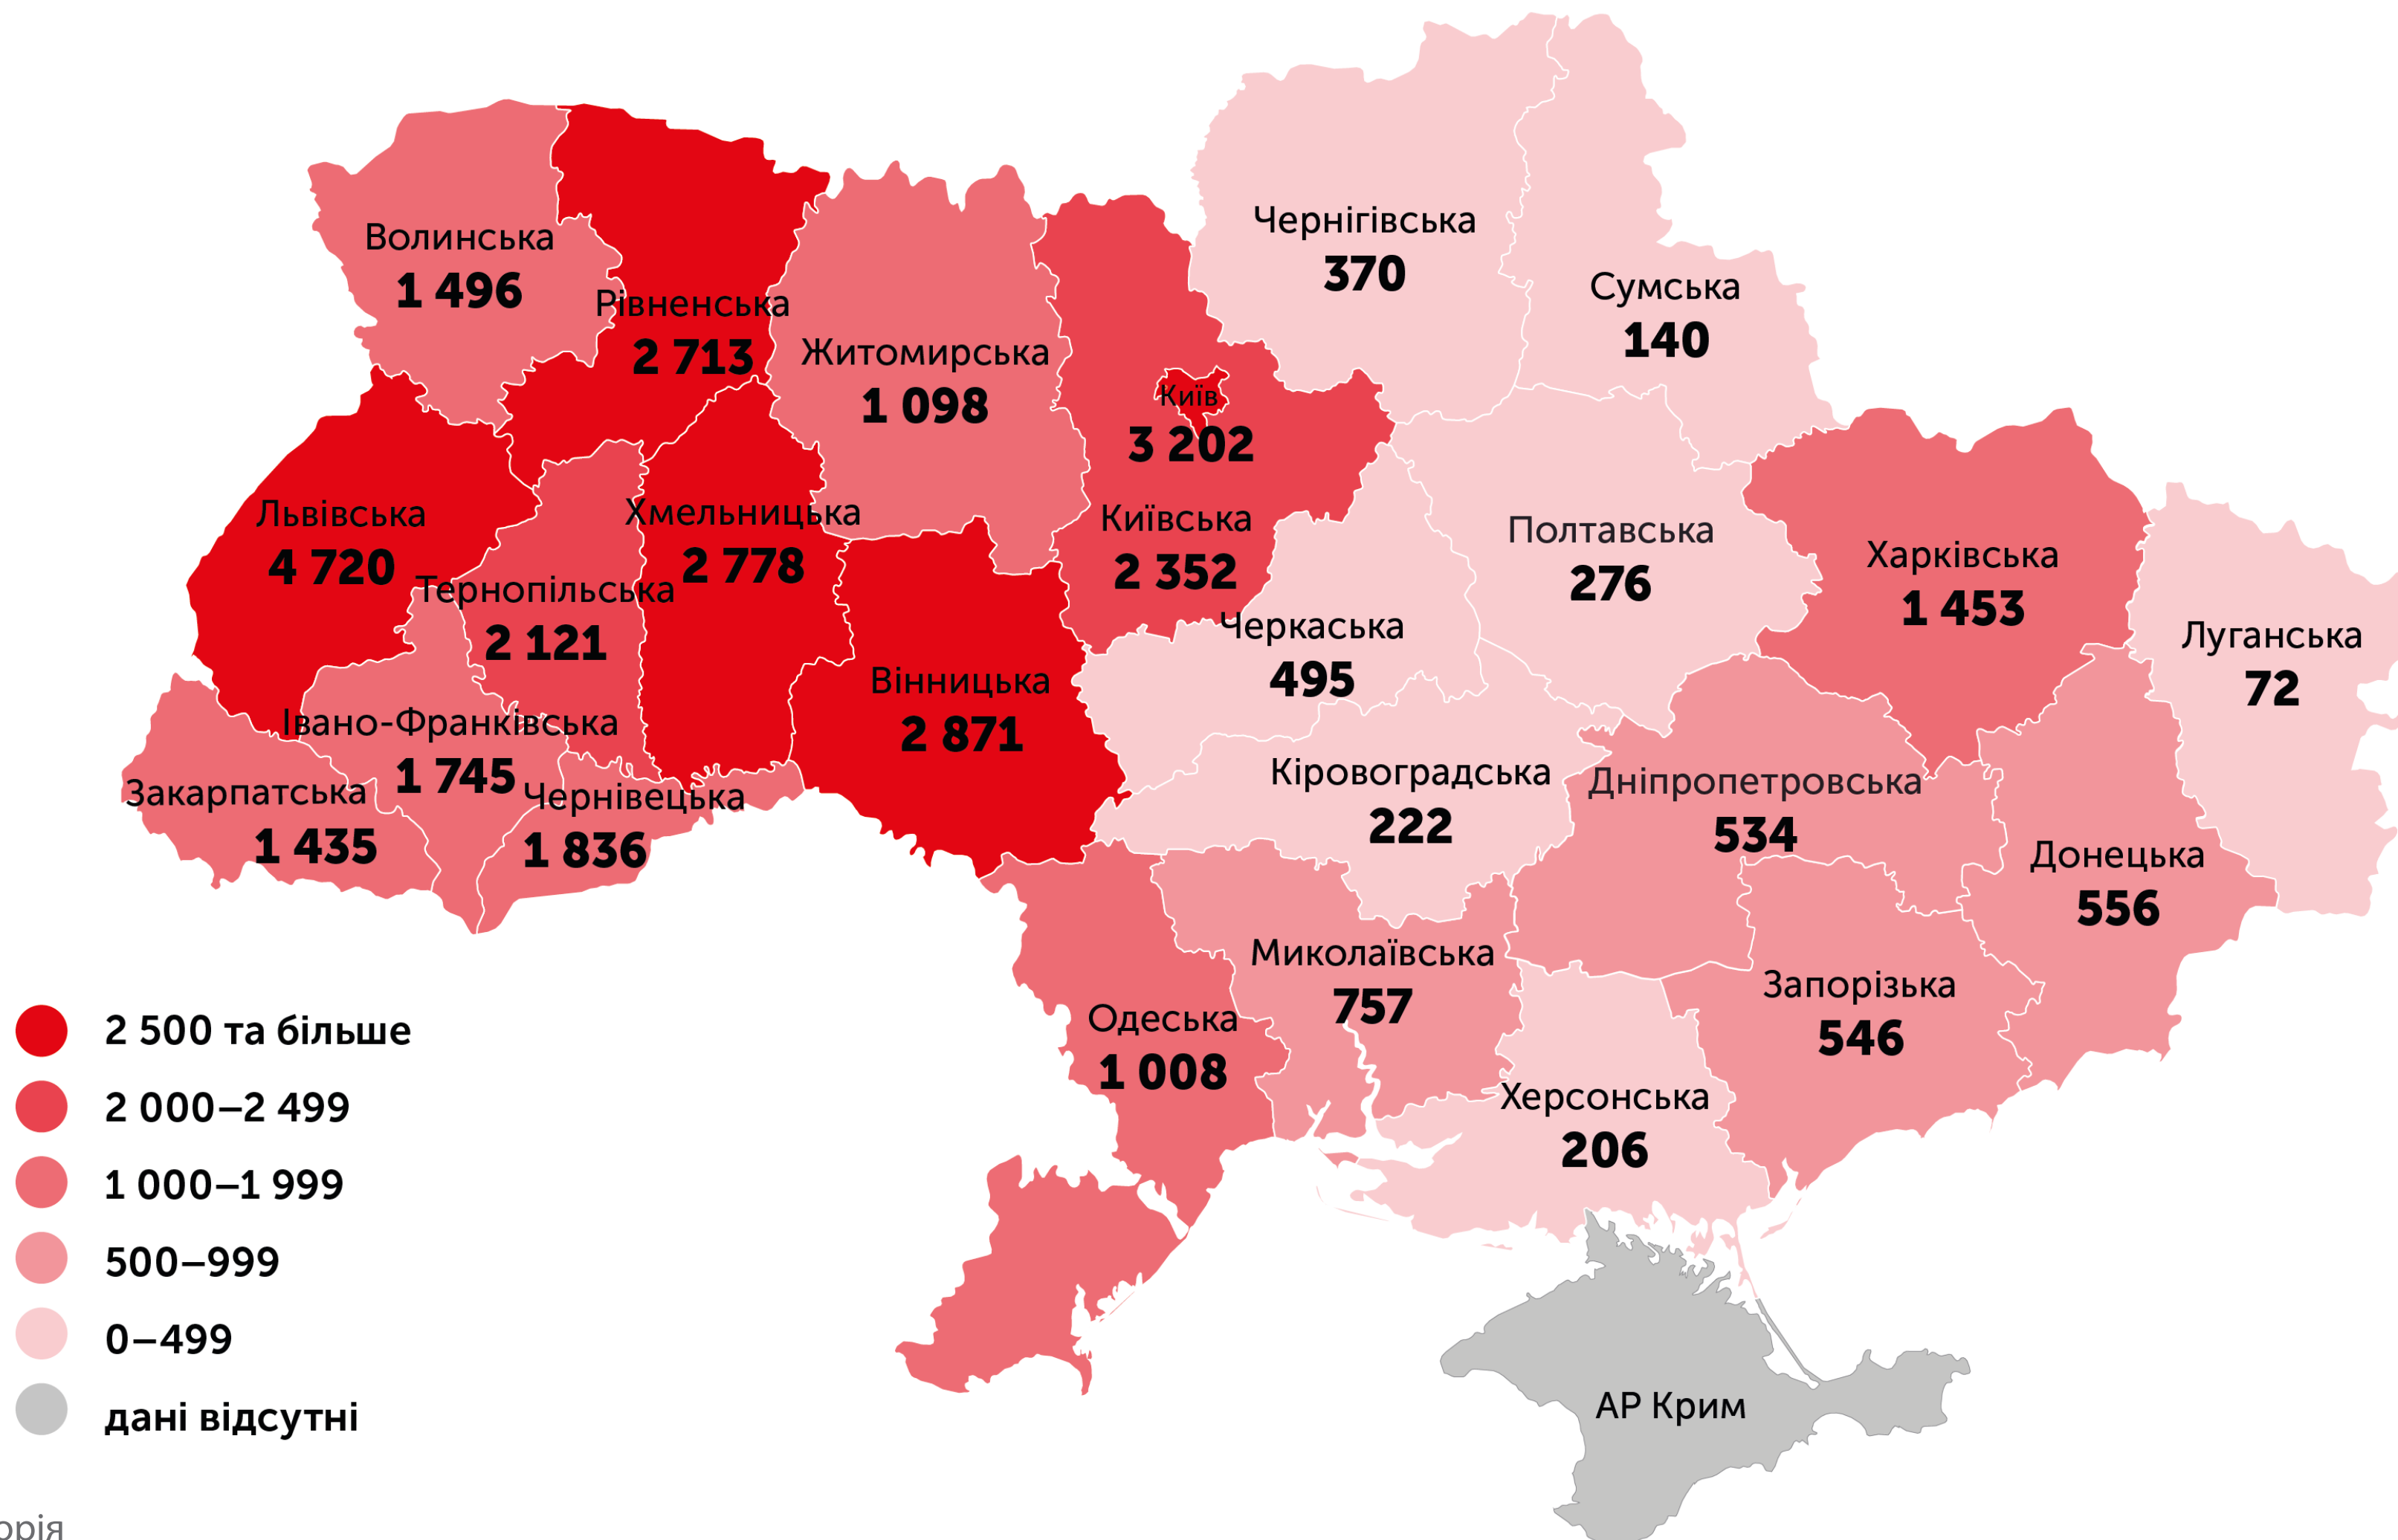 Чернігівська
370
Волинська
1 496
Сумська
140
Рівненська
2 713
Житомирська
1 098
Київ
3 202
Львівська
4 720
Хмельницька
2 778
Київська
2 352
Полтавська
276
Харківська
1 453
Тернопільська
2 121
Черкаська
495
Луганська
72
Вінницька
2 871
Івано-Франківська
1 745
Закарпатська
1 435
Чернівецька
1 836
Кіровоградська
222
Дніпропетровська
534
Донецька
556
Миколаївська
757
Запорізька
546
Одеська
1 008
Херсонська
206
АР Крим
2 500 та більше
2 000–2 499
1 000–1 999
500–999
0–499
дані відсутні
орія